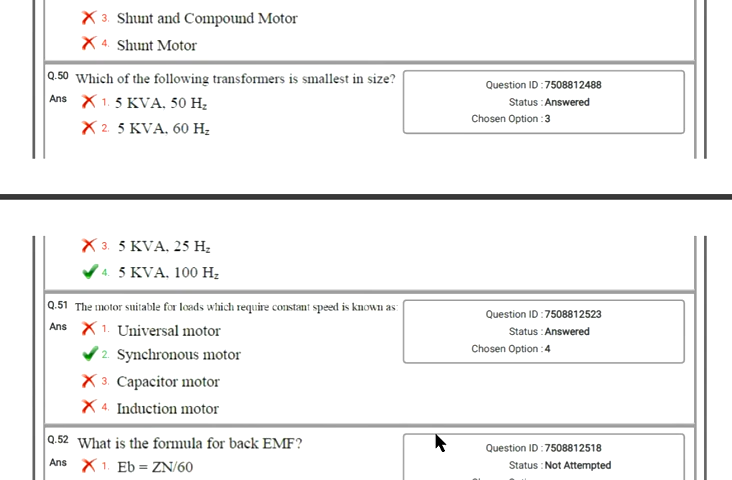 3. Shunt and Compound Motor
4. Shunt Motor
Q.50 Which of the following transformers is smallest in size?
Question ID : 7508812488
Status : Answered
Chosen Option : 3
Ans 1. 5 KVA, 50 Hz
2. 5 KVA, 60 Hz
3. 5 KVA, 25 Hz
4. 5 KVA, 100 Hz
Q.51 The motor suitable for loads which require constant speed is known as:
Question ID : 7508812523
Status : Answered
Chosen Option : 4
Ans 1. Universal motor
2. Synchronous motor
3. Capacitor motor
4. Induction motor
Q.52 What is the formula for back EMF?
Question ID : 7508812518
Status : Not Attempted
Ans 1. Eb = ZN/60